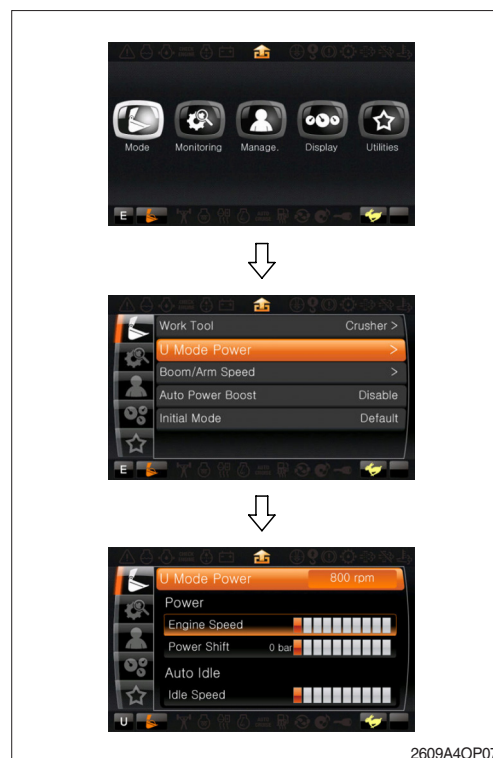 Mode Monitoring Manage. Display Utilities
E
Work Tool Crusher >
U Mode Power >
Boom/Arm Speed >
Auto Power Boost Disable
Initial Mode Default
E
U Mode Power 800 rpm
Power
Engine Speed
Power Shift 0 bar
Auto Idle
Idle Speed
U
2609A4OP07